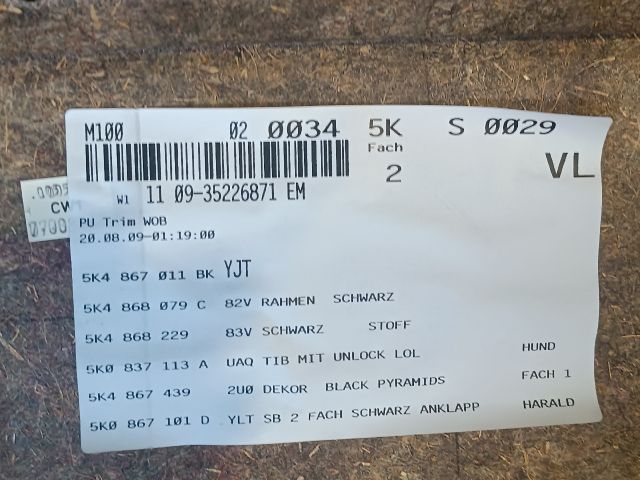 M100 02 0034 5K S 0029
Fach
2 VL
W1 11 09-35226871 EM
PU Trim WOB
20.08.09-01:19:00
5K4 867 011 BK YJT
5K4 868 079 C 82V RAHMEN SCHWARZ
5K4 868 229 83V SCHWARZ STOFF
5K0 837 113 A UAQ TIB MIT UNLOCK LOL HUND
5K4 867 439 2U0 DEKOR BLACK PYRAMIDS FACH 1
5K0 867 101 D YLT SB 2 FACH SCHWARZ ANKLAPP HARALD